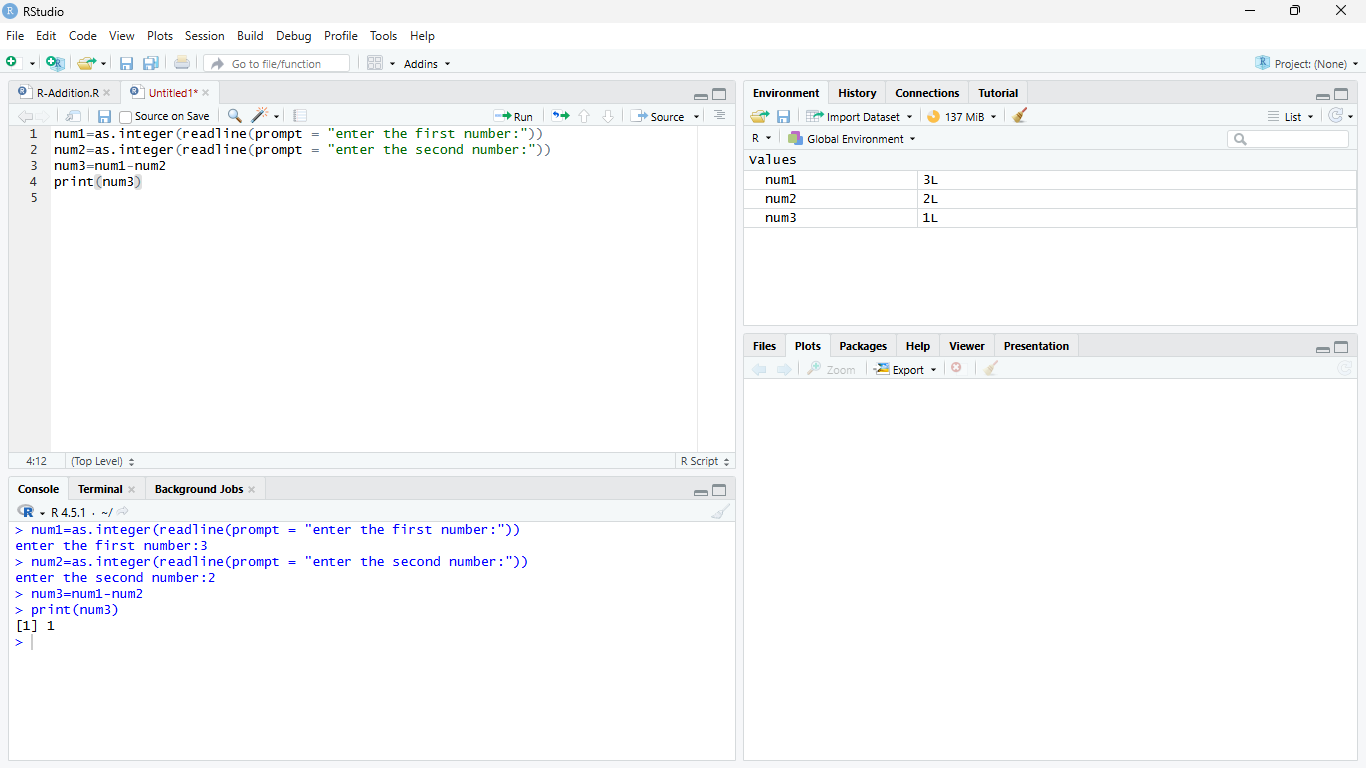 RStudio
File Edit Code View Plots Session Build Debug Profile Tools Help
Go to file/function Addins Project: (None)
R-Addition.R Untitled1*
Source on Save Run Source
1 num1=as.integer(readline(prompt = "enter the first number:"))
2 num2=as.integer(readline(prompt = "enter the second number:"))
3 num3=num1-num2
4 print(num3)
5
4:12 (Top Level) R Script
Console Terminal Background Jobs
R 4.5.1 · ~/
> num1=as.integer(readline(prompt = "enter the first number:"))
enter the first number:3
> num2=as.integer(readline(prompt = "enter the second number:"))
enter the second number:2
> num3=num1-num2
> print(num3)
[1] 1
>
Environment History Connections Tutorial
Import Dataset 137 MiB List
R Global Environment
Values
num1 3L
num2 2L
num3 1L
Files Plots Packages Help Viewer Presentation
Zoom Export